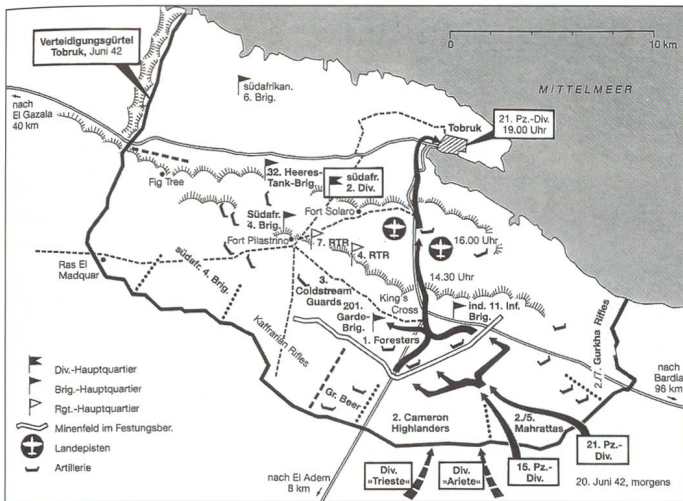 Verteidigungsgürtel
Tobruk, Juni 42
0
10 km
nach
El Gazala
40 km
südafrikan.
6. Brig.
MITTELMEER
21. Pz.-Div.
19.00 Uhr
Tobruk
Fig Tree
32. Heeres-
Tank-Brig.
südafr.
2. Div.
Südafr.
4. Brig.
Fort Solaro
Fort Pilastrino
7. RTR
4. RTR
16.00 Uhr
14.30 Uhr
Ras El
Madquar
südafr. 4. Brig.
3.
Coldstream
Guards
201.
Garde-
Brig.
King's
Cross
ind. 11. Inf.
Brig.
1. Foresters
Kaffrarian Rifles
Gr. Beer
2./7. Gurkha Rifles
nach
Bardia
96 km
2. Cameron
Highlanders
2./5.
Mahrattas
Div.-Hauptquartier
Brig.-Hauptquartier
Rgt.-Hauptquartier
Minenfeld im Festungsber.
Landepisten
Artillerie
nach El Adem
8 km
Div.
»Trieste«
Div.
»Ariete«
15. Pz.-
Div.
21. Pz.-
Div.
20. Juni 42, morgens